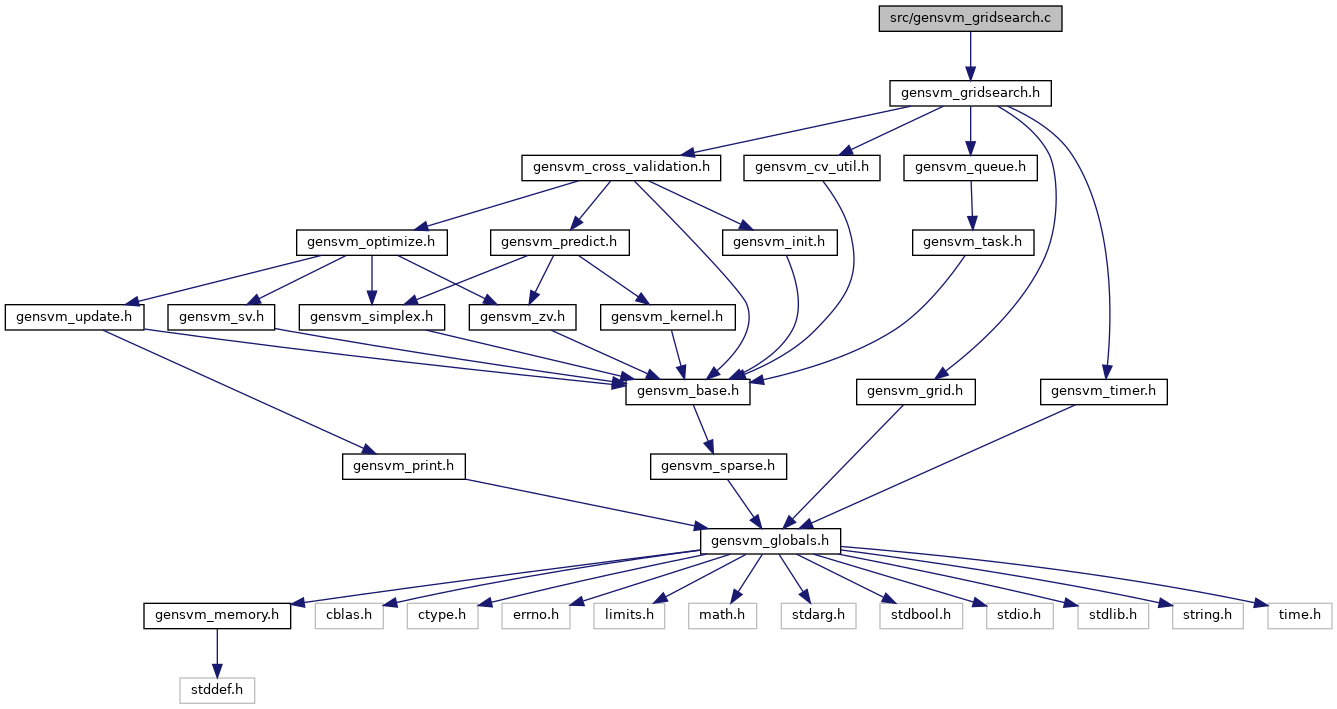 src/gensvm_gridsearch.c
gensvm_gridsearch.h
gensvm_cross_validation.h
gensvm_cv_util.h
gensvm_queue.h
gensvm_optimize.h
gensvm_predict.h
gensvm_init.h
gensvm_task.h
gensvm_update.h
gensvm_sv.h
gensvm_simplex.h
gensvm_zv.h
gensvm_kernel.h
gensvm_base.h
gensvm_grid.h
gensvm_timer.h
gensvm_print.h
gensvm_sparse.h
gensvm_globals.h
gensvm_memory.h
cblas.h
ctype.h
errno.h
limits.h
math.h
stdarg.h
stdbool.h
stdio.h
stdlib.h
string.h
time.h
stddef.h